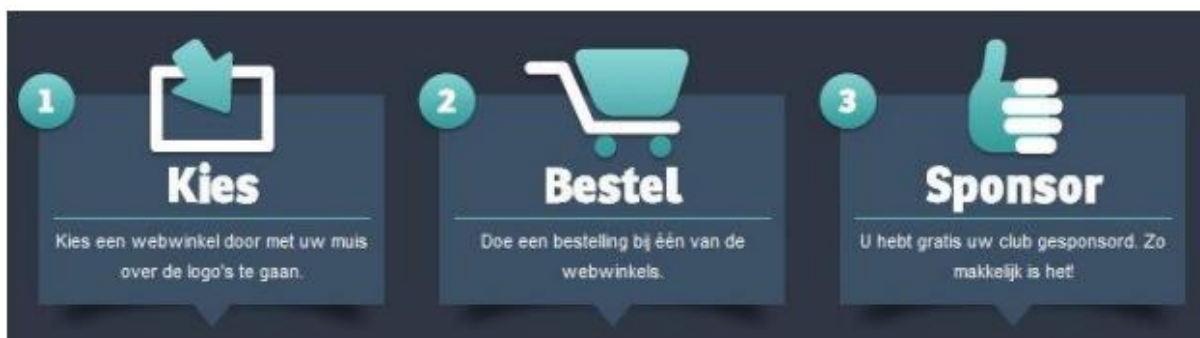 1
Kies
Kies een webwinkel door met uw muis
over de logo's te gaan.
2
Bestel
Doe een bestelling bij één van de
webwinkels.
3
Sponsor
U hebt gratis uw club gesponsord. Zo
makkelijk is het!